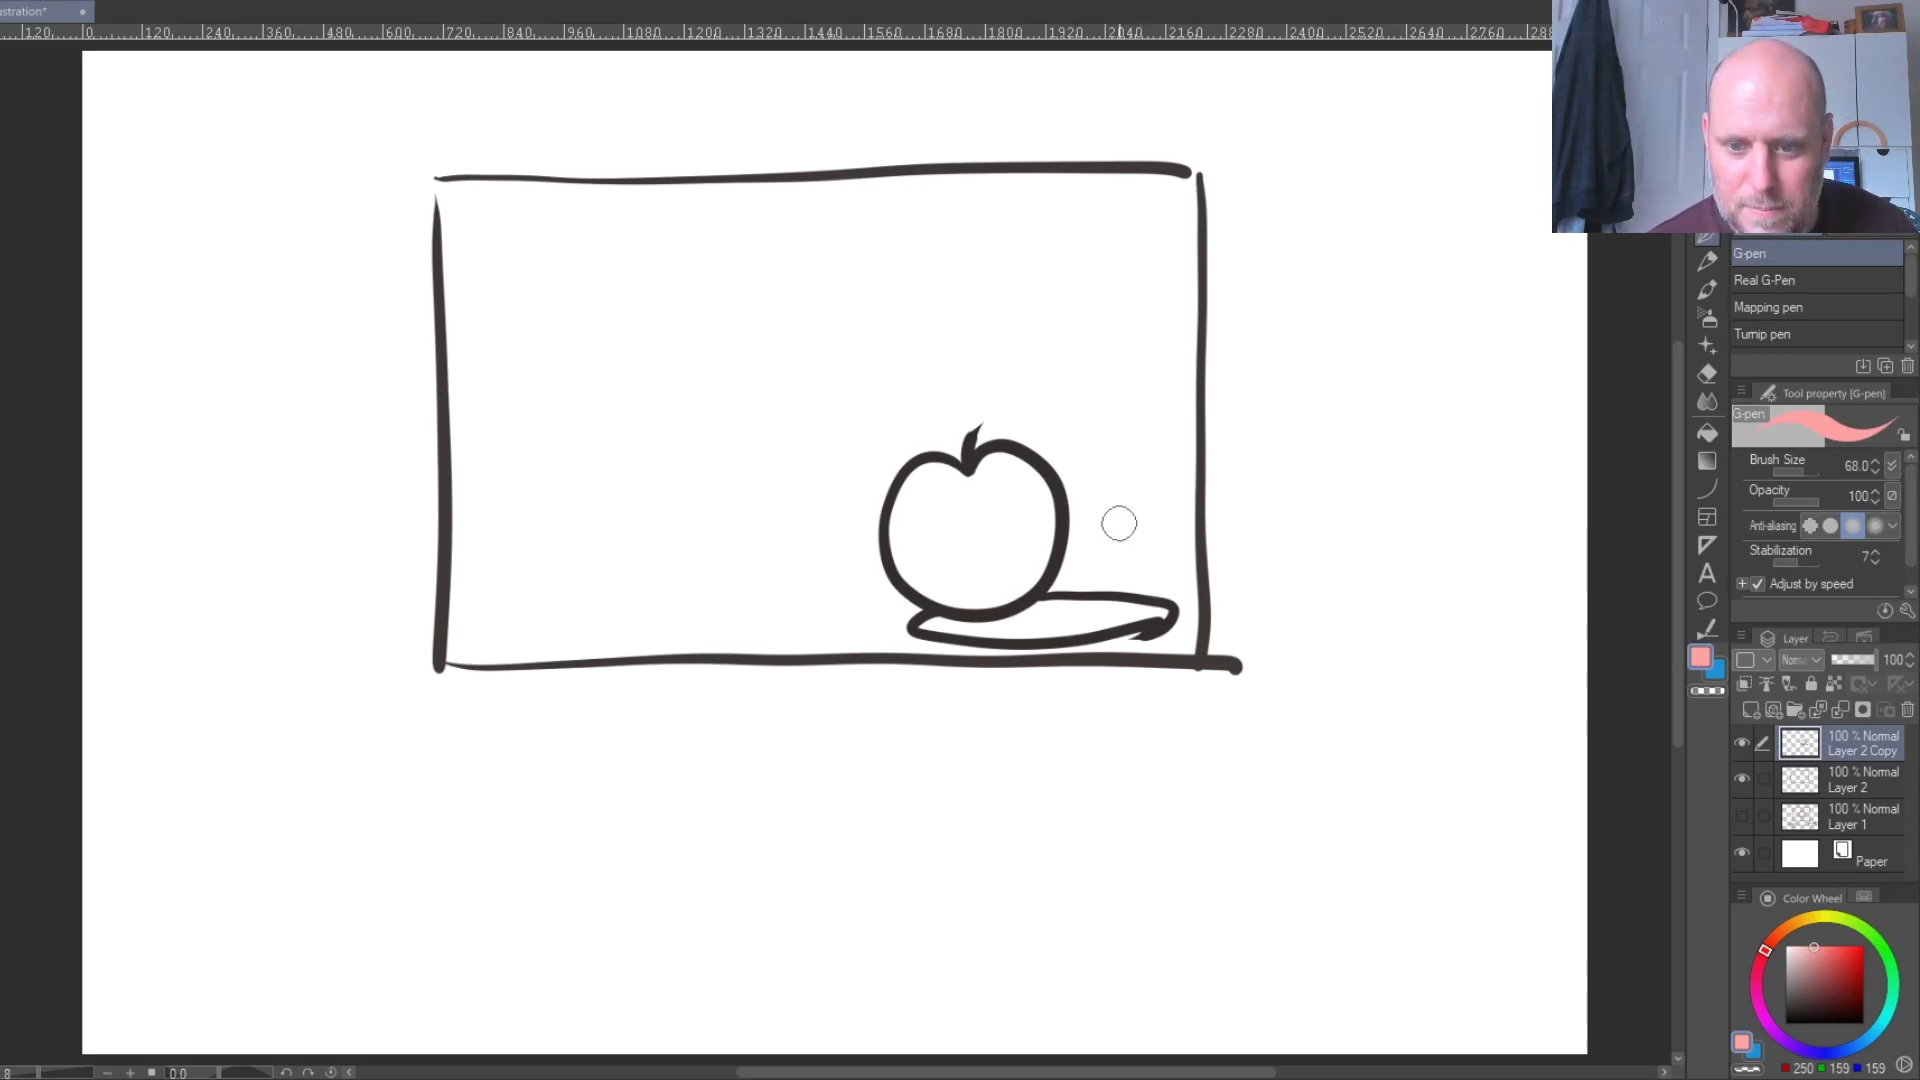 stration*
120 0 120 240 360 480 600 720 840 960 1080 1200 1320 1440 1560 1680 1800 1920 2040 2160 2280 2400 2520 2640 2760 288
G-pen
Real G-Pen
Mapping pen
Turnip pen
Tool property [G-pen]
G-pen
Brush Size 68.0
Opacity 100
Anti-aliasing
Stabilization 7
Adjust by speed
A
Layer
100
100 % Normal
Layer 2 Copy
100 % Normal
Layer 2
100 % Normal
Layer 1
Paper
Color Wheel
250 159 159
8 0.0